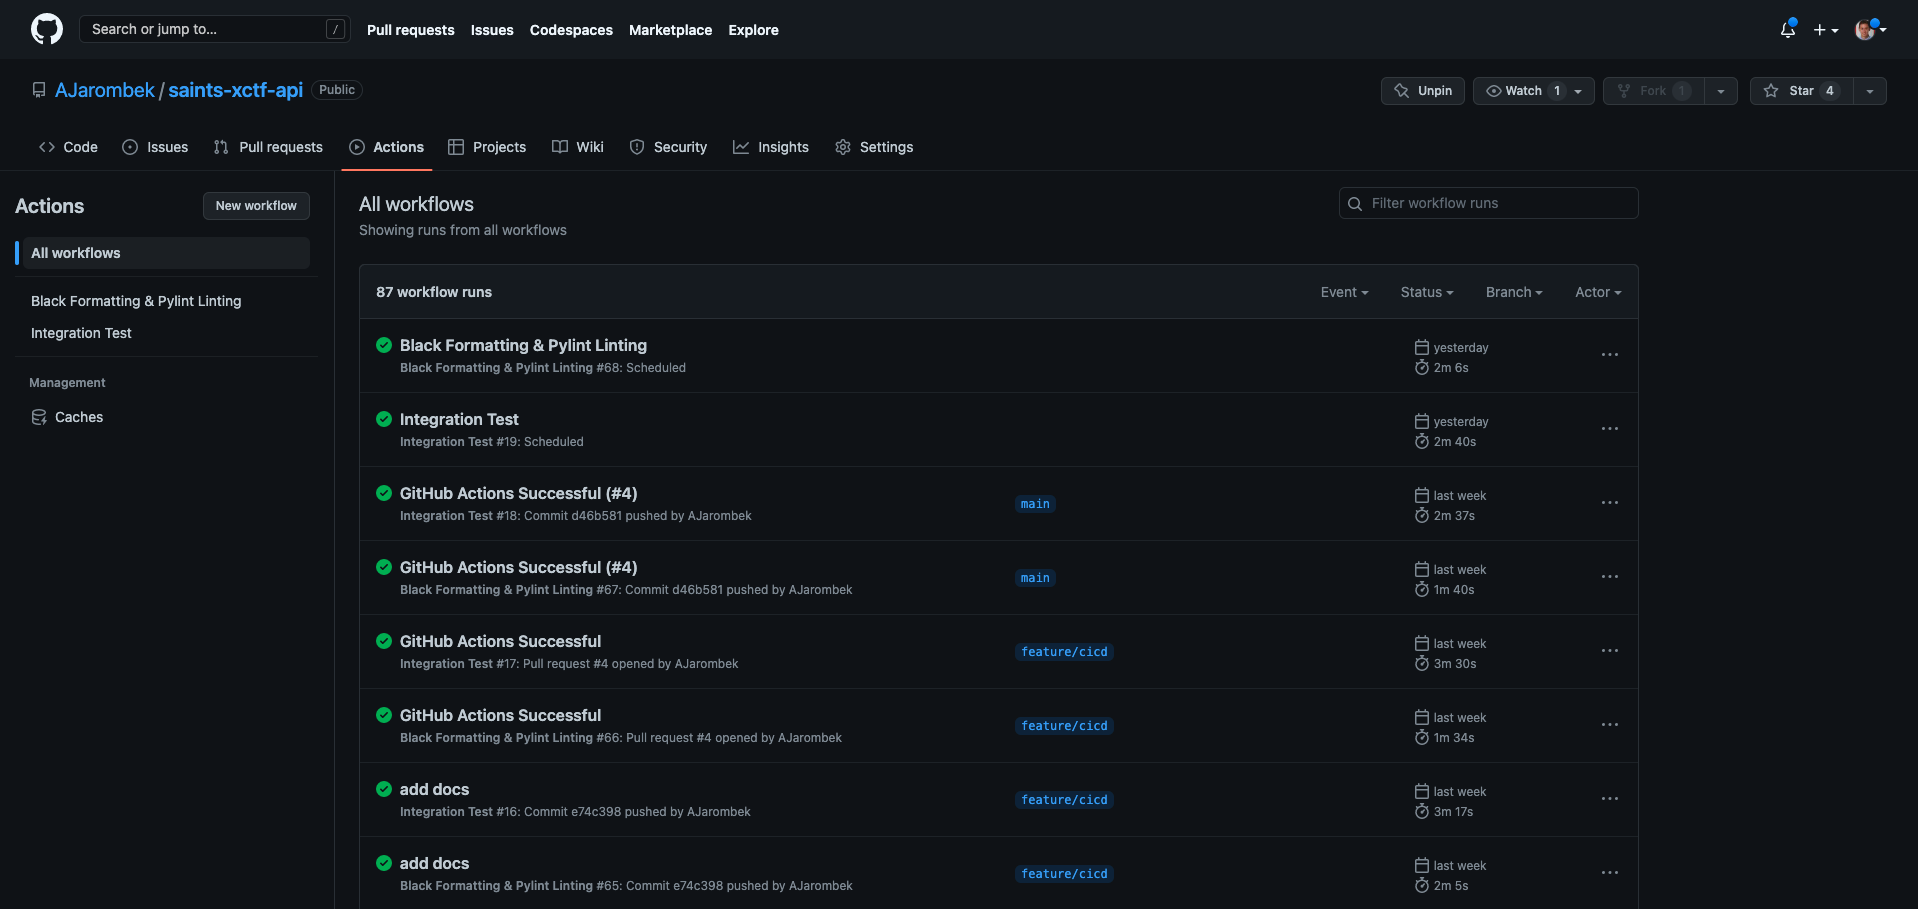 Search or jump to... /
Pull requests Issues Codespaces Marketplace Explore
AJarombek / saints-xctf-api Public
Unpin Watch 1 Fork 1 Star 4
Code Issues Pull requests Actions Projects Wiki Security Insights Settings
Actions
New workflow
All workflows
Black Formatting & Pylint Linting
Integration Test
Management
Caches
All workflows
Showing runs from all workflows
Filter workflow runs
87 workflow runs
Event Status Branch Actor
Black Formatting & Pylint Linting
Black Formatting & Pylint Linting #68: Scheduled
yesterday
2m 6s
Integration Test
Integration Test #19: Scheduled
yesterday
2m 40s
GitHub Actions Successful (#4)
Integration Test #18: Commit d46b581 pushed by AJarombek
main
last week
2m 37s
GitHub Actions Successful (#4)
Black Formatting & Pylint Linting #67: Commit d46b581 pushed by AJarombek
main
last week
1m 40s
GitHub Actions Successful
Integration Test #17: Pull request #4 opened by AJarombek
feature/cicd
last week
3m 30s
GitHub Actions Successful
Black Formatting & Pylint Linting #66: Pull request #4 opened by AJarombek
feature/cicd
last week
1m 34s
add docs
Integration Test #16: Commit e74c398 pushed by AJarombek
feature/cicd
last week
3m 17s
add docs
Black Formatting & Pylint Linting #65: Commit e74c398 pushed by AJarombek
feature/cicd
last week
2m 5s